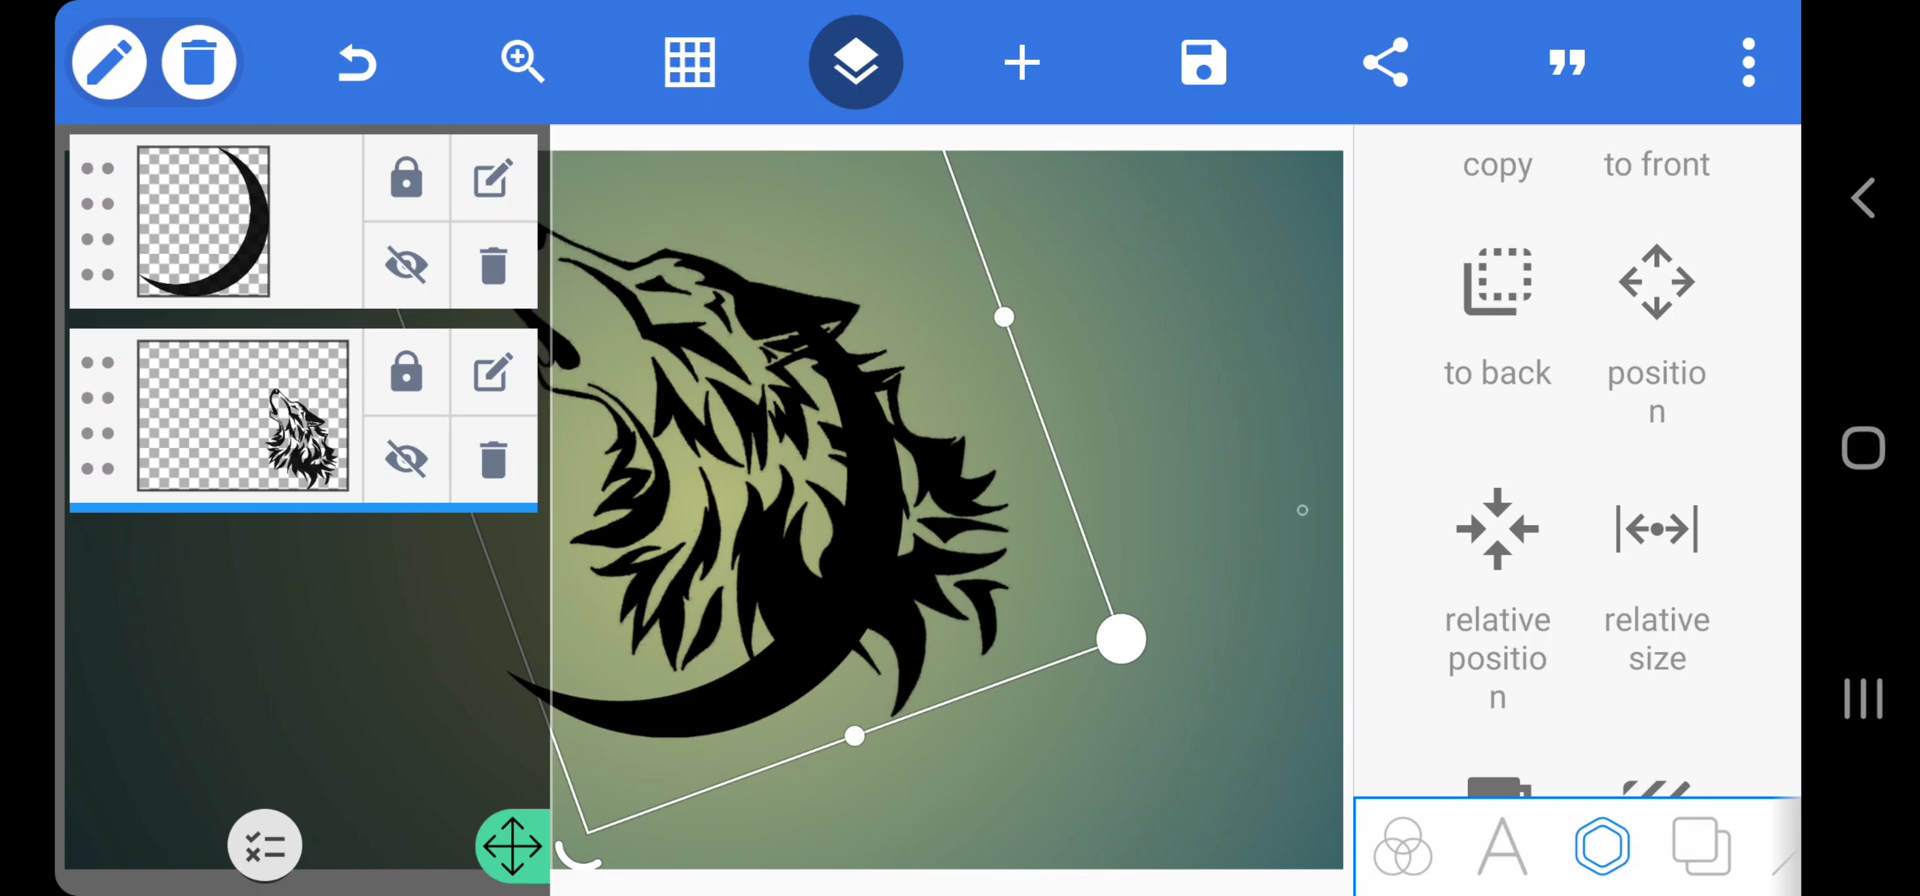 copy
to front
to back
positio
n
relative
positio
n
relative
size